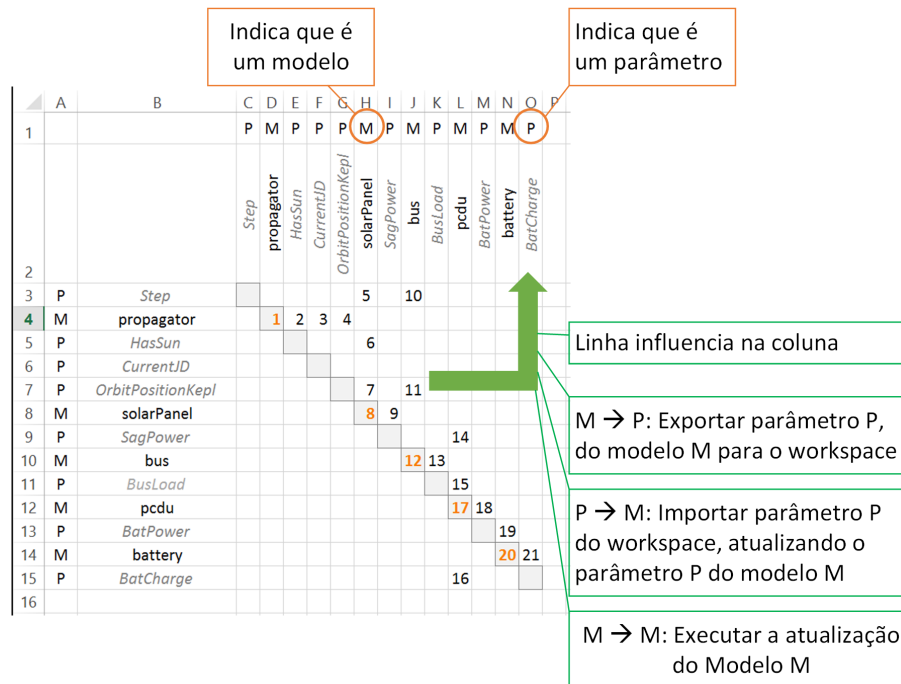 Indica que é
um modelo
Indica que é
um parâmetro
A B C D E F G H I J K L M N O P
1 P M P P P M P M P M P M P
2 Step propagator HasSun CurrentJD OrbitPositionKepl solarPanel SagPower bus BusLoad pcdu BatPower battery BatCharge
3 P Step 5 10
4 M propagator 1 2 3 4
5 P HasSun 6
6 P CurrentJD
7 P OrbitPositionKepl 7 11
8 M solarPanel 8 9
9 P SagPower 14
10 M bus 12 13
11 P BusLoad 15
12 M pcdu 17 18
13 P BatPower 19
14 M battery 20 21
15 P BatCharge 16
16
Linha influencia na coluna
M → P: Exportar parâmetro P,
do modelo M para o workspace
P → M: Importar parâmetro P
do workspace, atualizando o
parâmetro P do modelo M
M → M: Executar a atualização
do Modelo M